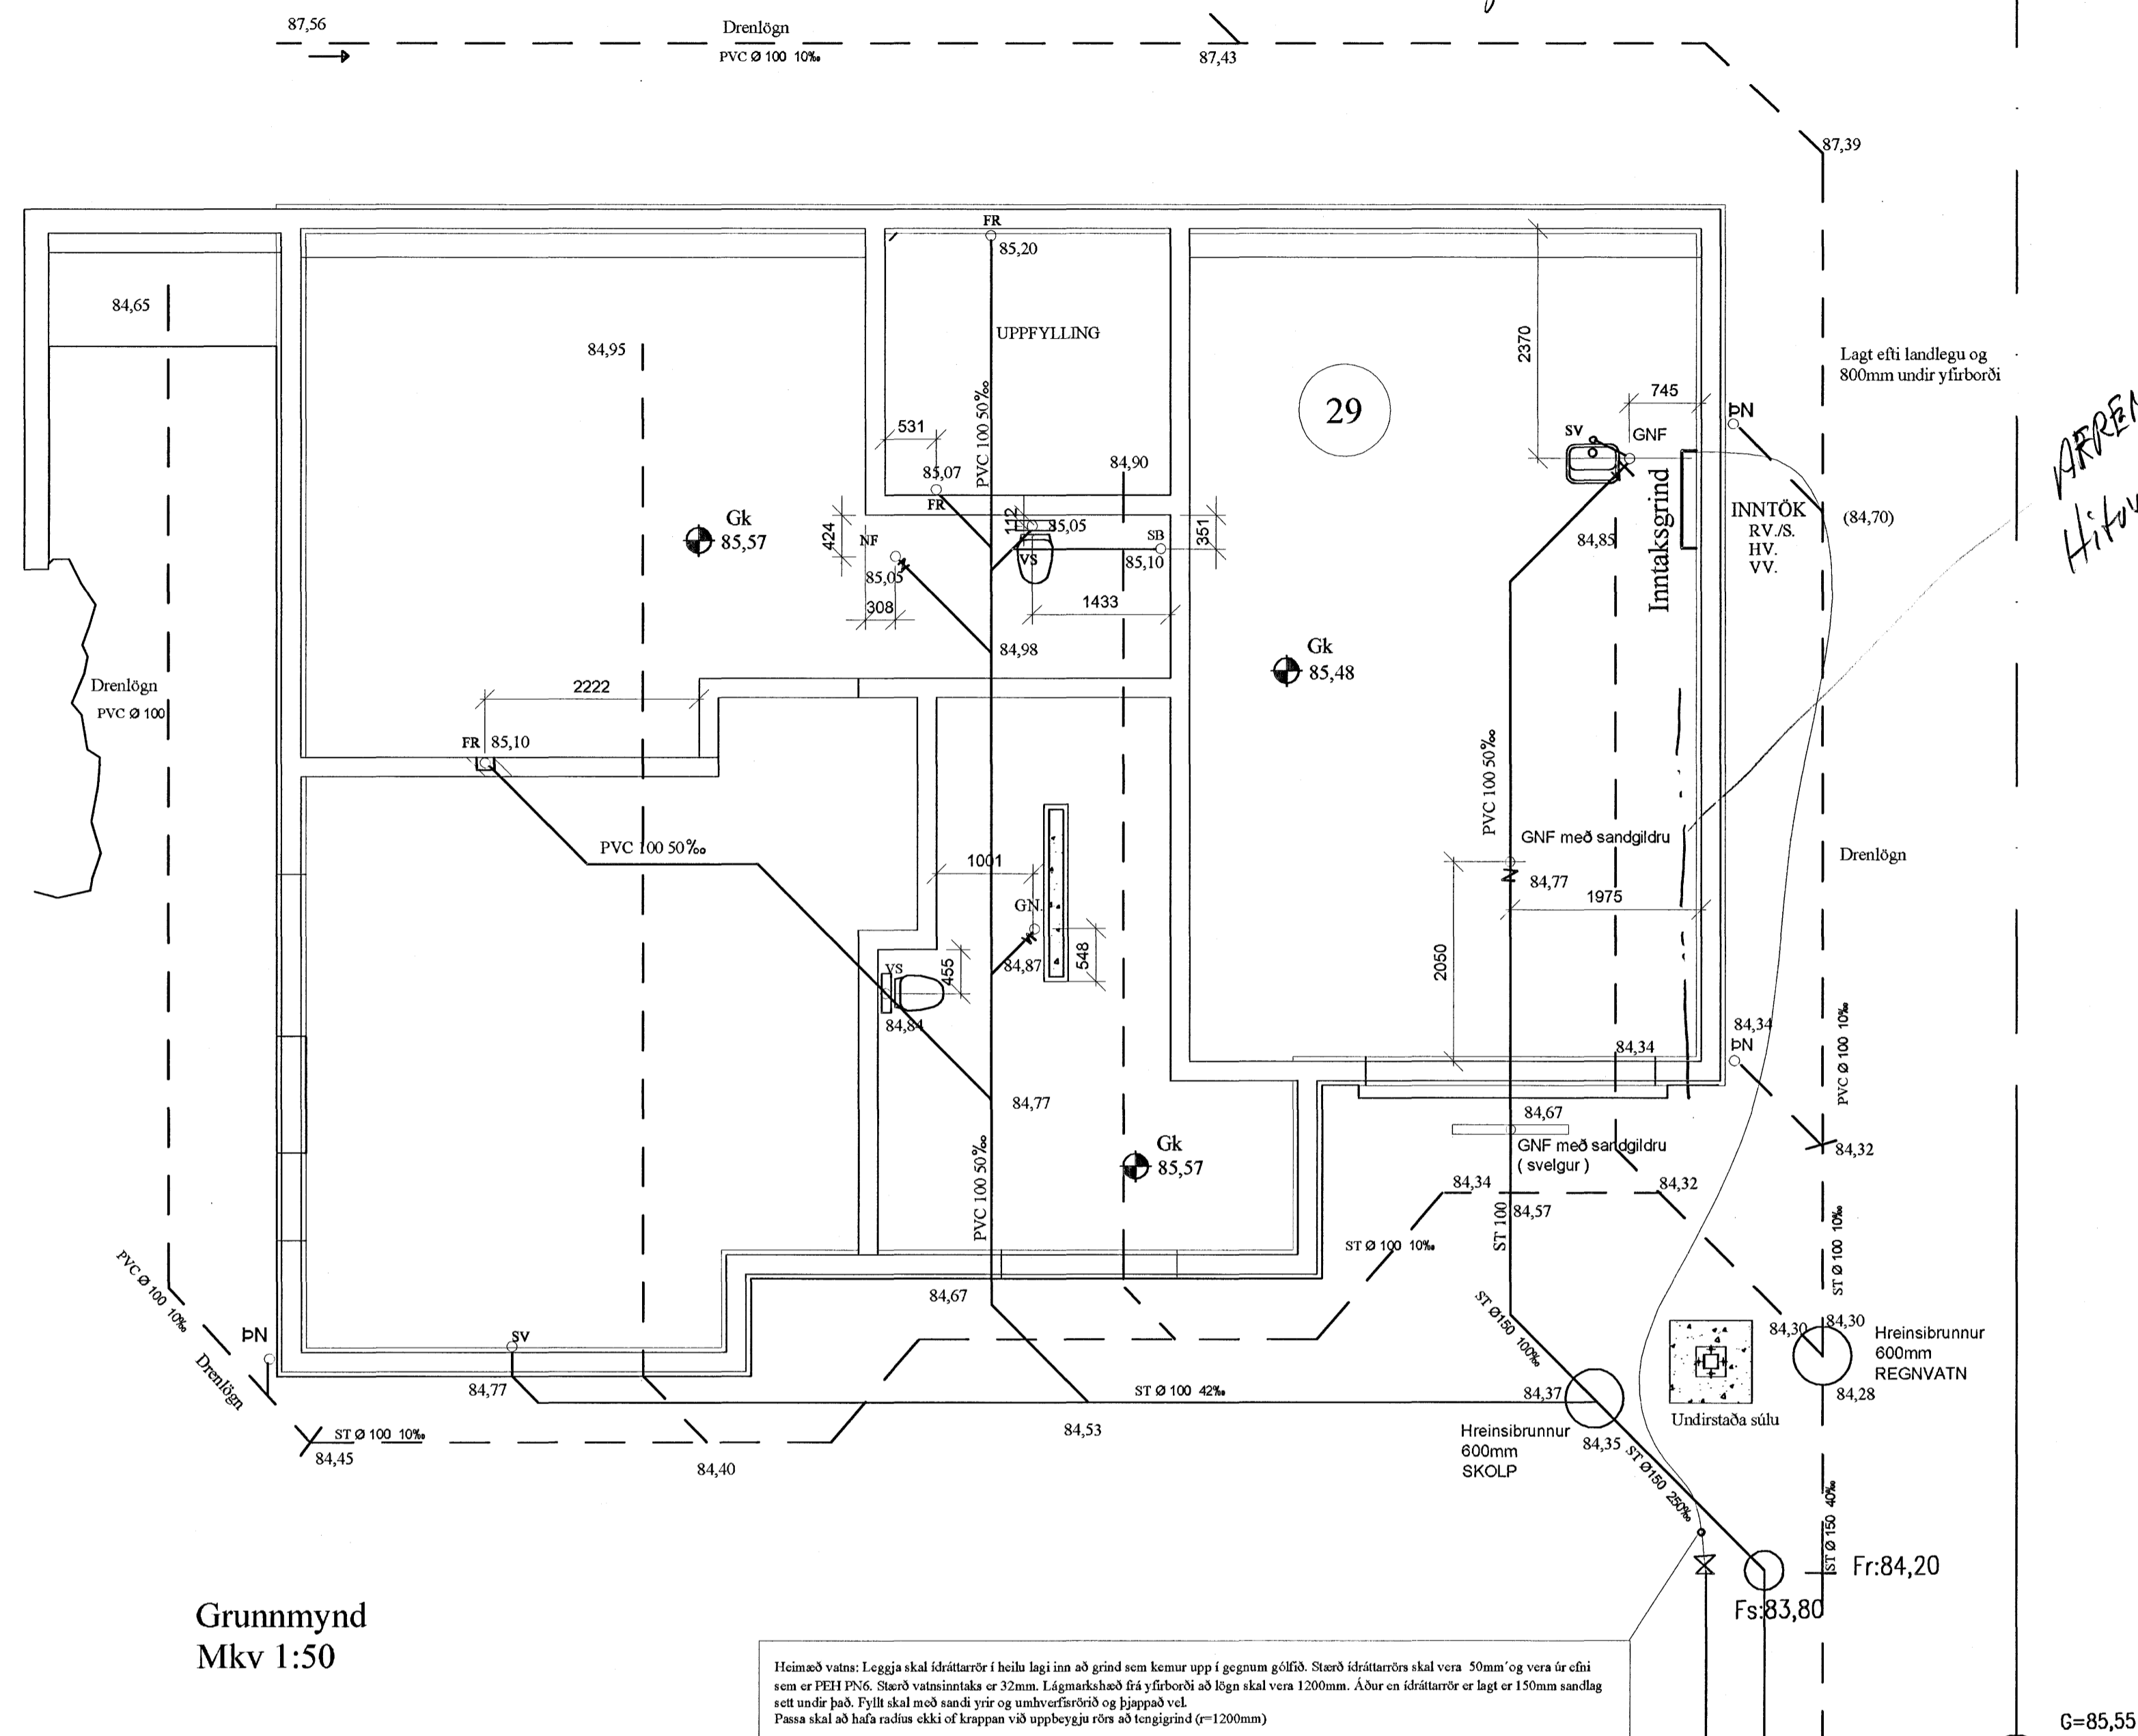 87,56
Drenlögn
PVC Ø 100 10‰
87,43
87,39
FR
85,20
84,65
UPPFYLLING
84,95
PVC 100 50‰
29
2370
745
Lagt efti landlegu og
800mm undir yfirborði
ÞN
SV
GNF
531
85,07
FR
84,90
Gk
85,57
424
NF
85,05
308
112
85,05
VS
SB
85,10
351
1433
84,98
84,85
Inntaksgrind
INNTÖK
RV./S.
HV.
VV.
(84,70)
Gk
85,48
Drenlögn
PVC Ø 100
2222
FR 85,10
PVC 100 50‰
PVC 100 50‰
GNF með sandgildru
84,77
1975
2050
Drenlögn
1001
GN.
84,87
548
VS
455
84,84
84,77
PVC Ø 100 10‰
84,34
ÞN
84,34
84,32
84,67
GNF með sandgildru
( svelgur )
Gk
85,57
PVC 100 50‰
84,34
84,32
84,57
ST 100
ST Ø 100 10‰
ST Ø 100 10‰
PVC Ø 100 10‰
Drenlögn
ÞN
SV
84,67
84,77
ST Ø150 100‰
84,30
84,30
Hreinsibrunnur
600mm
REGNVATN
84,28
ST Ø 100 42‰
84,37
Undirstaða súlu
ST Ø 100 10‰
84,45
84,40
84,53
Hreinsibrunnur
600mm
SKOLP
84,35
ST Ø150 250‰
ST Ø 150 40‰
Fr:84,20
Fs:83,80
Grunnmynd
Mkv 1:50
Heimæð vatns: Leggja skal ídráttarrör í heilu lagi inn að grind sem kemur upp í gegnum gólfið. Stærð ídráttarrörs skal vera 50mm´og vera úr efni
sem er PEH PN6. Stærð vatnsinntaks er 32mm. Lágmarkshæð frá yfirborði að lögn skal vera 1200mm. Áður en ídráttarrör er lagt er 150mm sandlag
sett undir það. Fyllt skal með sandi yrir og umhverfisrörið og þjappað vel.
Passa skal að hafa radíus ekki of krappan við uppbeygju rörs að tengigrind (r=1200mm)
G=85,55